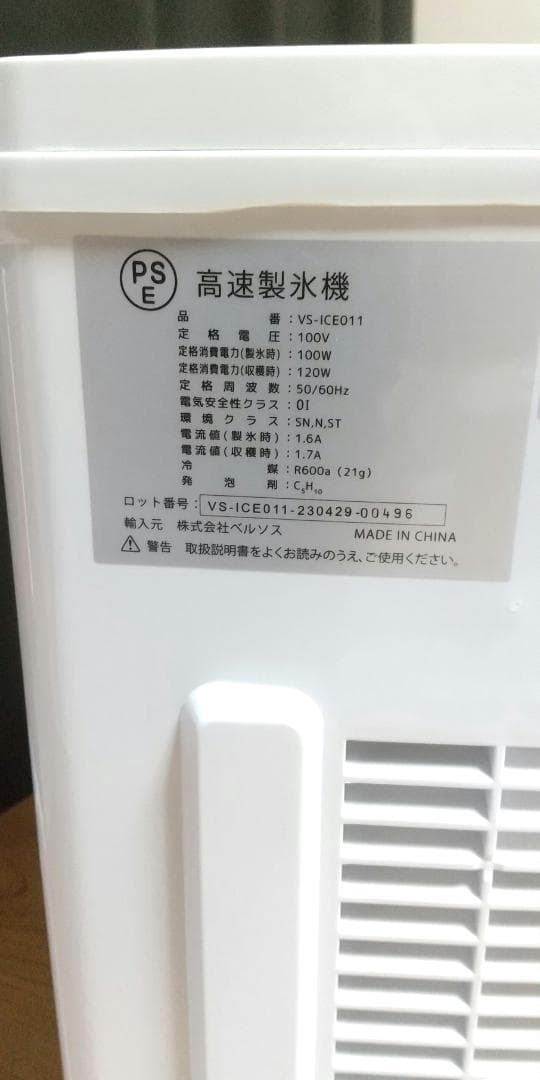 PS
E
高速製氷機
品番：VS-ICE011
定格電圧：100V
定格消費電力(製氷時)：100W
定格消費電力(収穫時)：120W
定格周波数：50/60Hz
電気安全性クラス：0I
環境クラス：SN,N,ST
電流値(製氷時)：1.6A
電流値(収穫時)：1.7A
冷媒：R600a（21g）
発泡剤：C₅H₁₀
ロット番号：VS-ICE011-230429-00496
輸入元 株式会社ベルソス MADE IN CHINA
警告 取扱説明書をよくお読みのうえ、ご使用ください。